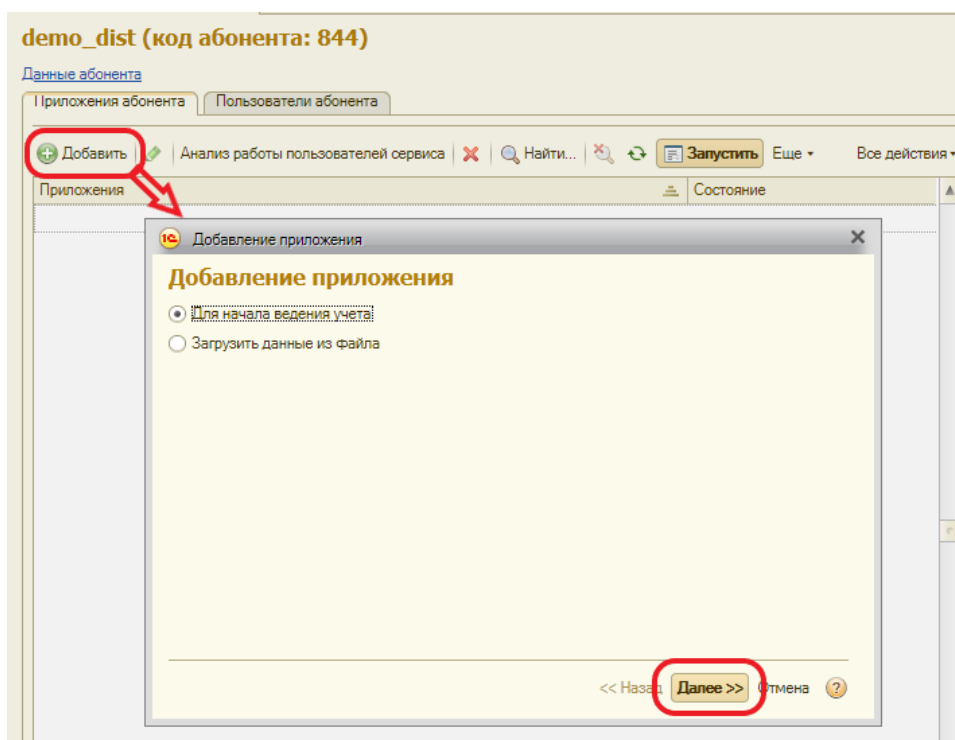 demo_dist (код абонента: 844)
Данные абонента
Приложения абонента Пользователи абонента
Добавить Анализ работы пользователей сервиса Найти... Запустить Еще Все действия
Приложения Состояние
1С Добавление приложения
Добавление приложения
Для начала ведения учета
Загрузить данные из файла
<< Назад Далее >> Отмена ?